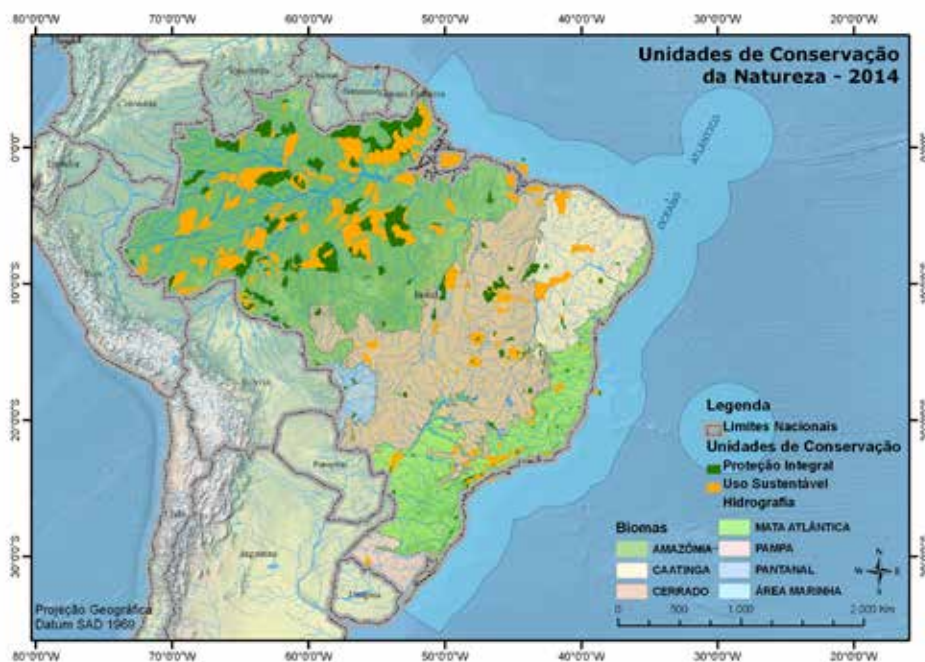 80°0'0"W 70°0'0"W 60°0'0"W 50°0'0"W 40°0'0"W 30°0'0"W 20°0'0"W
Unidades de Conservação
da Natureza - 2014
0°0'0"
10°0'0"S
20°0'0"S
30°0'0"S
OCEANO ATLÂNTICO
Legenda
Limites Nacionais
Unidades de Conservação
Proteção Integral
Uso Sustentável
Hidrografia
Biomas
AMAZÔNIA
CAATINGA
CERRADO
MATA ATLÂNTICA
PAMPA
PANTANAL
ÁREA MARINHA
N
W E
S
0 500 1.000 2.000 Km
Projeção Geográfica
Datum SAD 1969
80°0'0"W 70°0'0"W 60°0'0"W 50°0'0"W 40°0'0"W 30°0'0"W 20°0'0"W